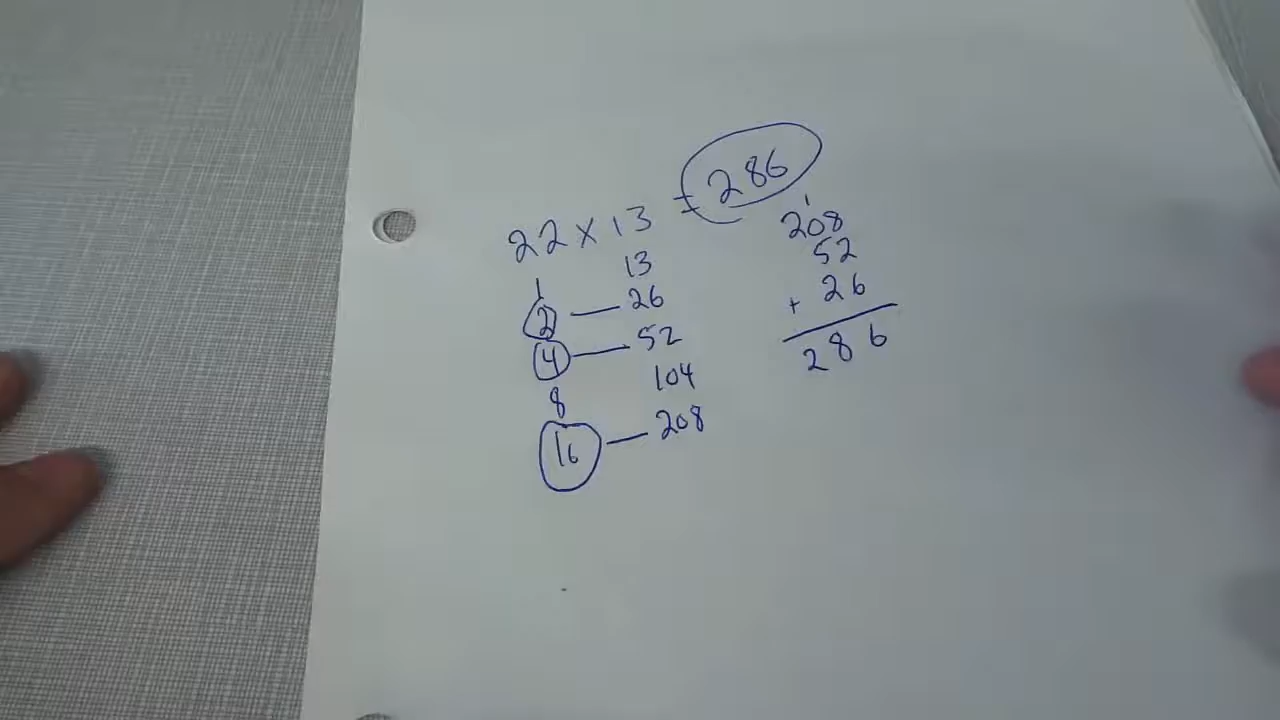 22 x 13 = 286
13
1
2 — 26
4 — 52
8 104
16 — 208
1
208
52
+ 26
286